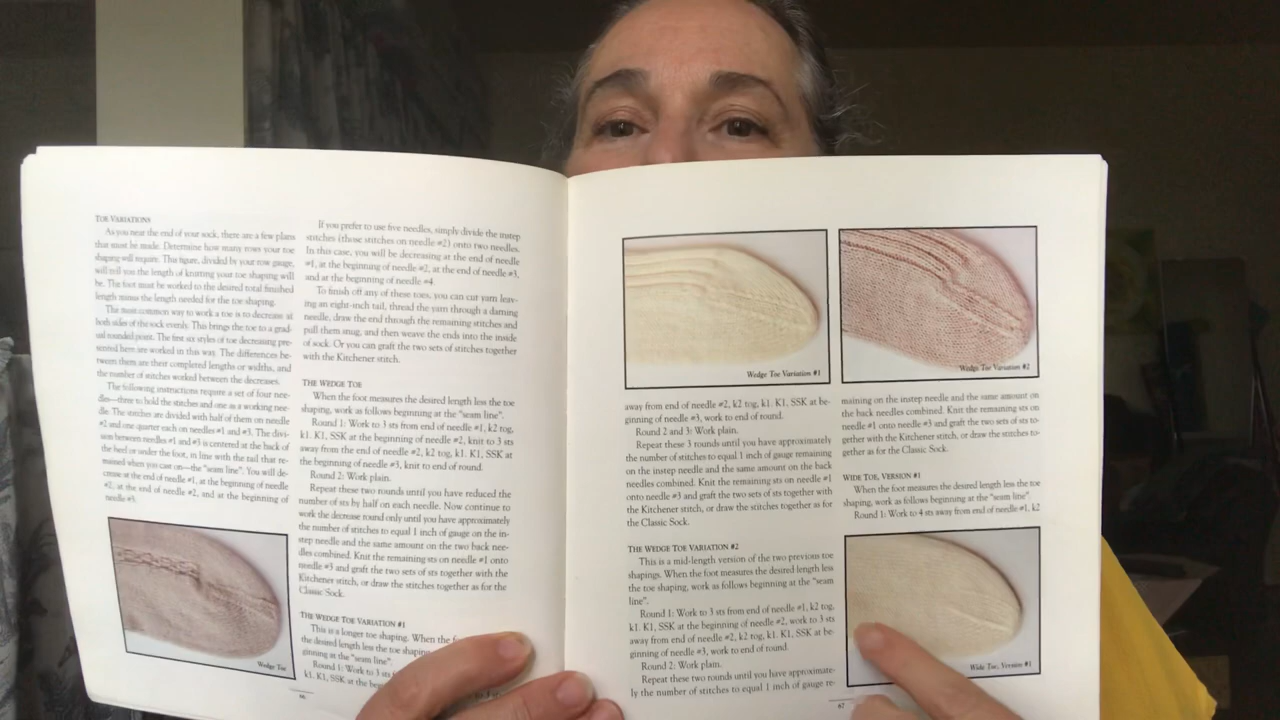 TOE VARIATIONS
As you near the end of your sock, there are a few plans
that must be made. Determine how many rows your toe
shaping will require. This figure, divided by your row gauge,
will tell you the length of knitting your toe shaping will
be. The foot must be worked to the desired total finished
length minus the length needed for the toe shaping.
The most common way to work a toe is to decrease at
both sides of the sock evenly. This brings the toe to a grad-
ual rounded point. The first six styles of toe decreasing pre-
sented here are worked in this way. The differences be-
tween them are their completed lengths or widths, and
the number of stitches worked between the decreases.
The following instructions require a set of four nee-
dles—three to hold the stitches and one as a working nee-
dle. The stitches are divided with half of them on needle
#2 and one quarter each on needles #1 and #3. The divi-
sion between needles #1 and #3 is centered at the back of
the heel or under the foot, in line with the tail that re-
mained when you cast on—the "seam line". You will de-
crease at the end of needle #1, at the beginning of needle
#2, at the end of needle #2, and at the beginning of
needle #3.
Wedge Toe
If you prefer to use five needles, simply divide the instep
stitches (those stitches on needle #2) onto two needles.
In this case, you will be decreasing at the end of needle
#1, at the beginning of needle #2, at the end of needle #3,
and at the beginning of needle #4.
To finish off any of these toes, you can cut yarn leav-
ing an eight-inch tail, thread the yarn through a darning
needle, draw the end through the remaining stitches and
pull them snug, and then weave the ends into the inside
of sock. Or you can graft the two sets of stitches together
with the Kitchener stitch.
THE WEDGE TOE
When the foot measures the desired length less the toe
shaping, work as follows beginning at the "seam line".
Round 1: Work to 3 sts from end of needle #1, k2 tog,
k1. K1, SSK at the beginning of needle #2, knit to 3 sts
away from the end of needle #2, k2 tog, k1. K1, SSK at
the beginning of needle #3, knit to end of round.
Round 2: Work plain.
Repeat these two rounds until you have reduced the
number of sts by half on each needle. Now continue to
work the decrease round only until you have approximately
the number of stitches to equal 1 inch of gauge on the in-
step needle and the same amount on the two back nee-
dles combined. Knit the remaining sts on needle #1 onto
needle #3 and graft the two sets of sts together with the
Kitchener stitch, or draw the stitches together as for the
Classic Sock.
THE WEDGE TOE VARIATION #1
This is a longer toe shaping. When the
the desired length less the toe shaping
ginning at the "seam line".
Round 1: Work to 3 sts
k1. K1, SSK at the
66
Wedge Toe Variation #1
away from end of needle #2, k2 tog, k1. K1, SSK at be-
ginning of needle #3, work to end of round.
Round 2 and 3: Work plain.
Repeat these 3 rounds until you have approximately
the number of stitches to equal 1 inch of gauge remaining
on the instep needle and the same amount on the back
needles combined. Knit the remaining sts on needle #1
onto needle #3 and graft the two sets of sts together with
the Kitchener stitch, or draw the stitches together as for
the Classic Sock.
THE WEDGE TOE VARIATION #2
This is a mid-length version of the two previous toe
shapings. When the foot measures the desired length less
the toe shaping, work as follows beginning at the "seam
line".
Round 1: Work to 3 sts from end of needle #1, k2 tog,
k1. K1, SSK at the beginning of needle #2, work to 3 sts
away from end of needle #2, k2 tog, k1. K1, SSK at be-
ginning of needle #3, work to end of round.
Round 2: Work plain.
Repeat these two rounds until you have approximate-
ly the number of stitches to equal 1 inch of gauge re-
Wedge Toe Variation #2
maining on the instep needle and the same amount on
the back needles combined. Knit the remaining sts on
needle #1 onto needle #3 and graft the two sets of sts to-
gether with the Kitchener stitch, or draw the stitches to-
gether as for the Classic Sock.
WIDE TOE, VERSION #1
When the foot measures the desired length less the toe
shaping, work as follows beginning at the "seam line".
Round 1: Work to 4 sts away from end of needle #1, k2
Wide Toe, Version #1
67